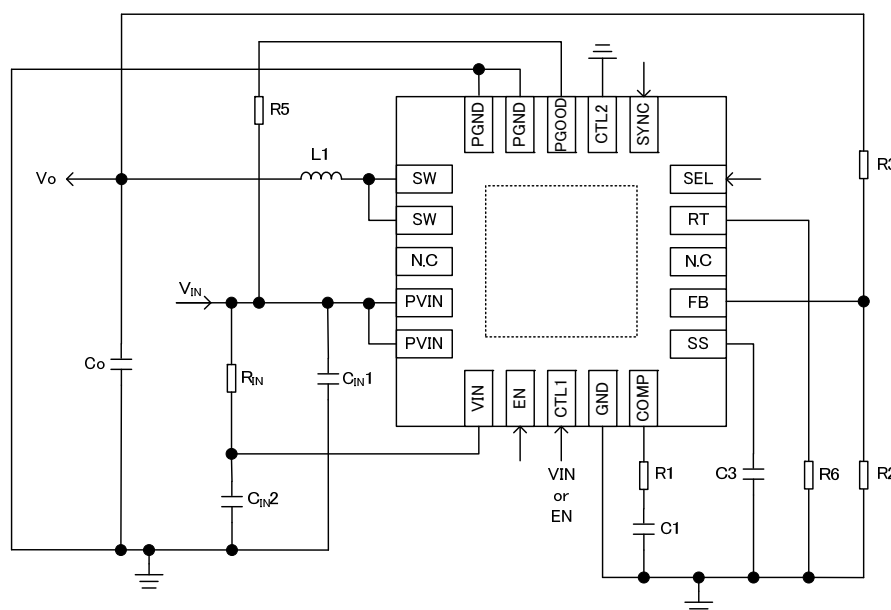 R5
PGND
PGND
PGOOD
CTL2
SYNC
L1
Vo
SW
SEL
R3
SW
RT
N.C
N.C
VIN
PVIN
FB
PVIN
SS
Co
RIN
CIN1
VIN
EN
CTL1
GND
COMP
CIN2
VIN
or
EN
R1
C1
C3
R6
R2